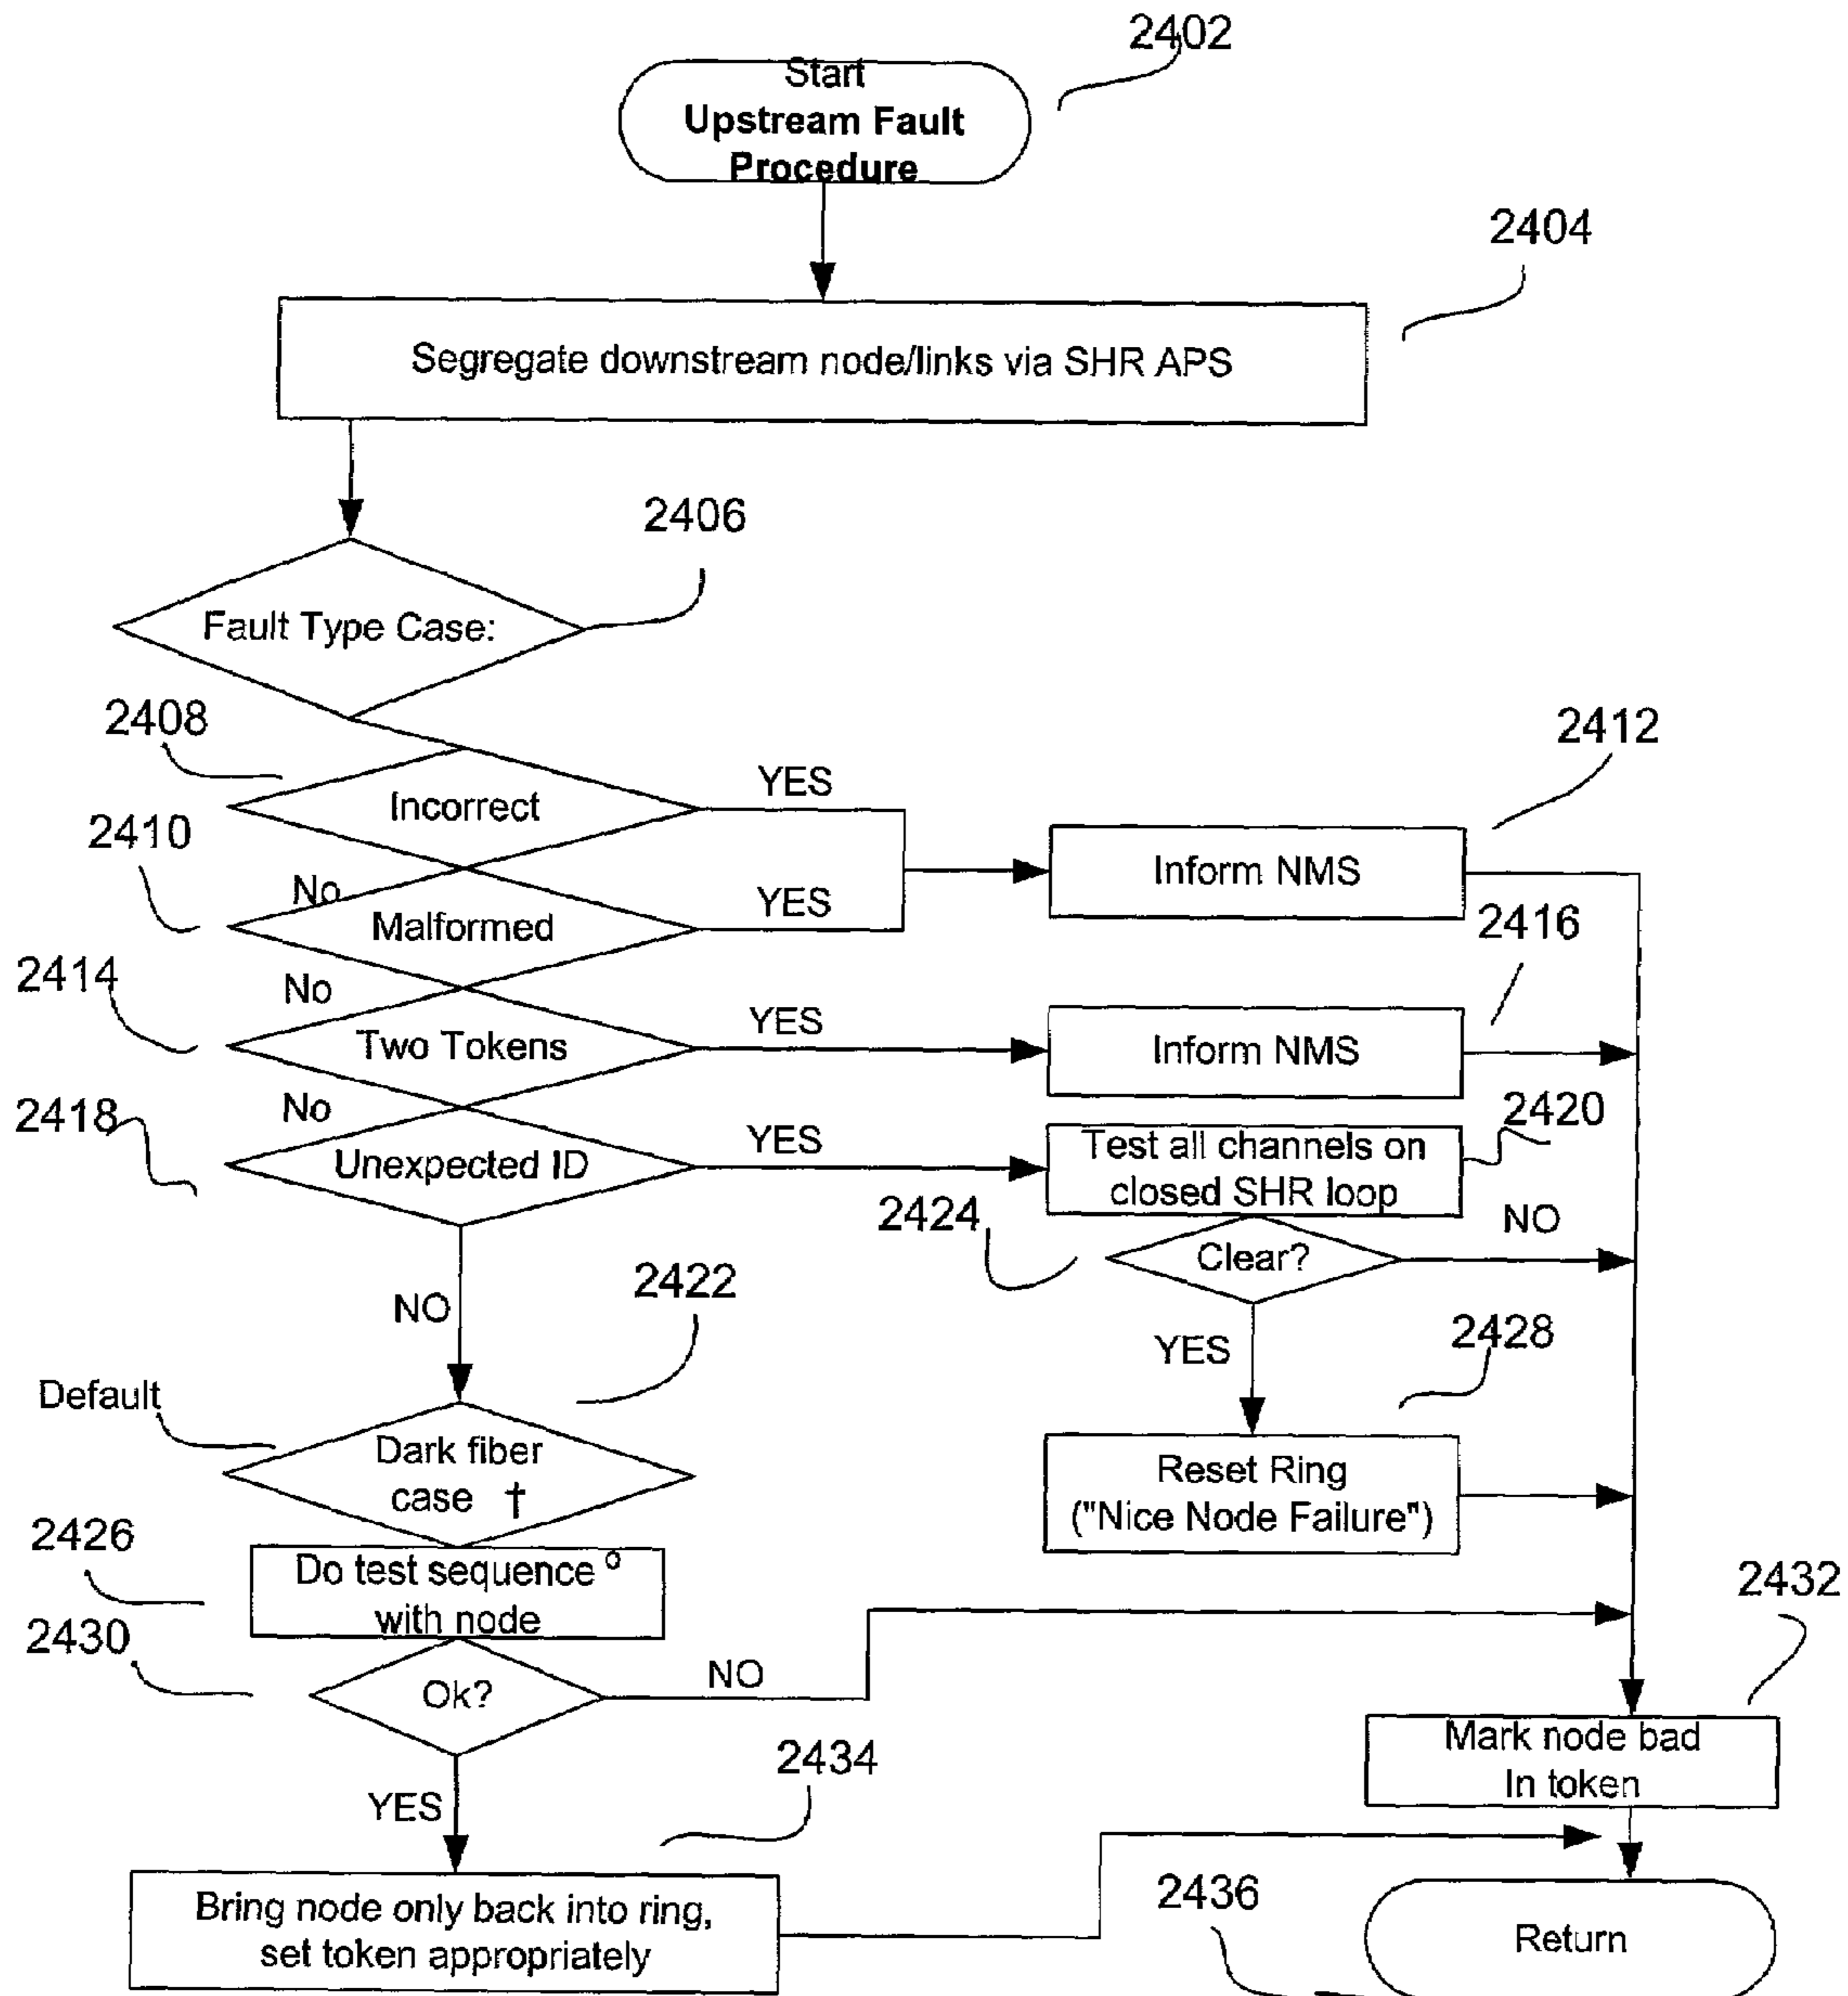 2402
Start
Upstream Fault
Procedure
2404
Segregate downstream node/links via SHR APS
2406
Fault Type Case:
2408
2412
YES
Incorrect
2410
Inform NMS
No
YES
Malformed
2416
2414
No
YES
Two Tokens
Inform NMS
2418
No
2420
YES
Test all channels on
closed SHR loop
Unexpected ID
2424
NO
Clear?
2422
NO
2428
YES
Default
Dark fiber
case †
Reset Ring
("Nice Node Failure")
2426
Do test sequence º
with node
2432
2430
NO
Ok?
Mark node bad
In token
2434
YES
2436
Bring node only back into ring,
set token appropriately
Return